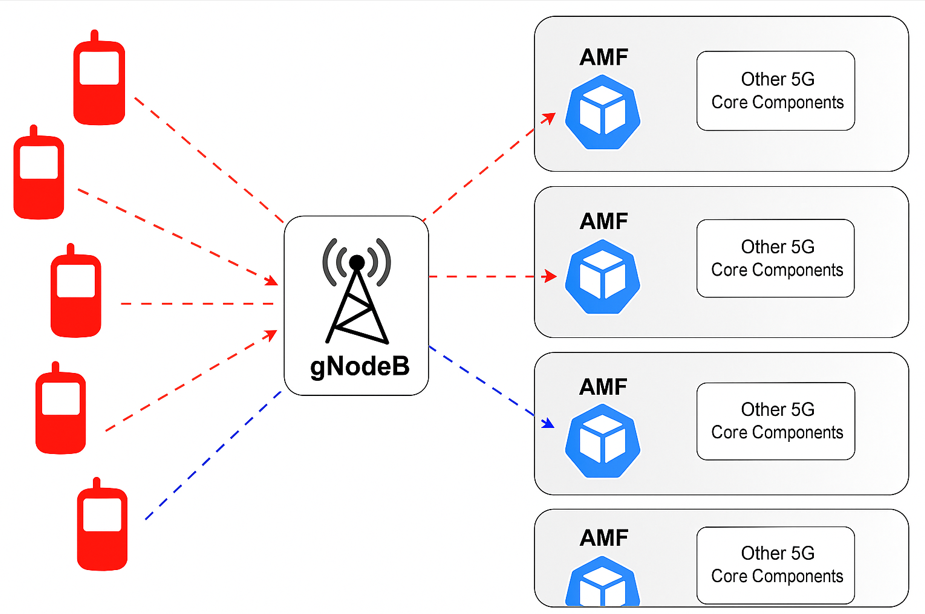 AMF
Other 5G
Core Components
AMF
Other 5G
Core Components
gNodeB
AMF
Other 5G
Core Components
AMF
Other 5G
Core Components